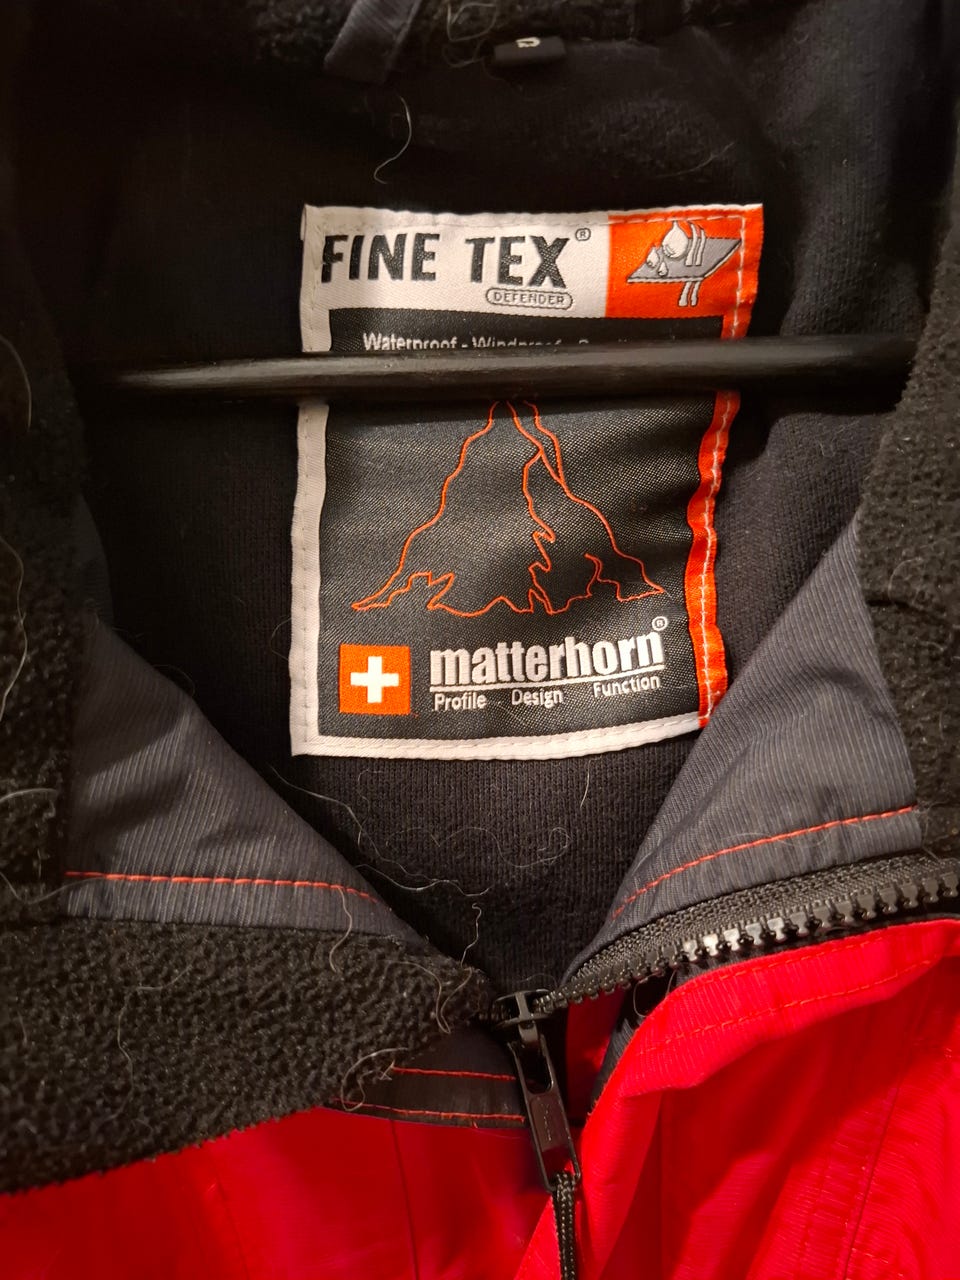 FINE TEX®
DEFENDER
Waterproof - Windproof -
matterhorn®
Profile Design Function